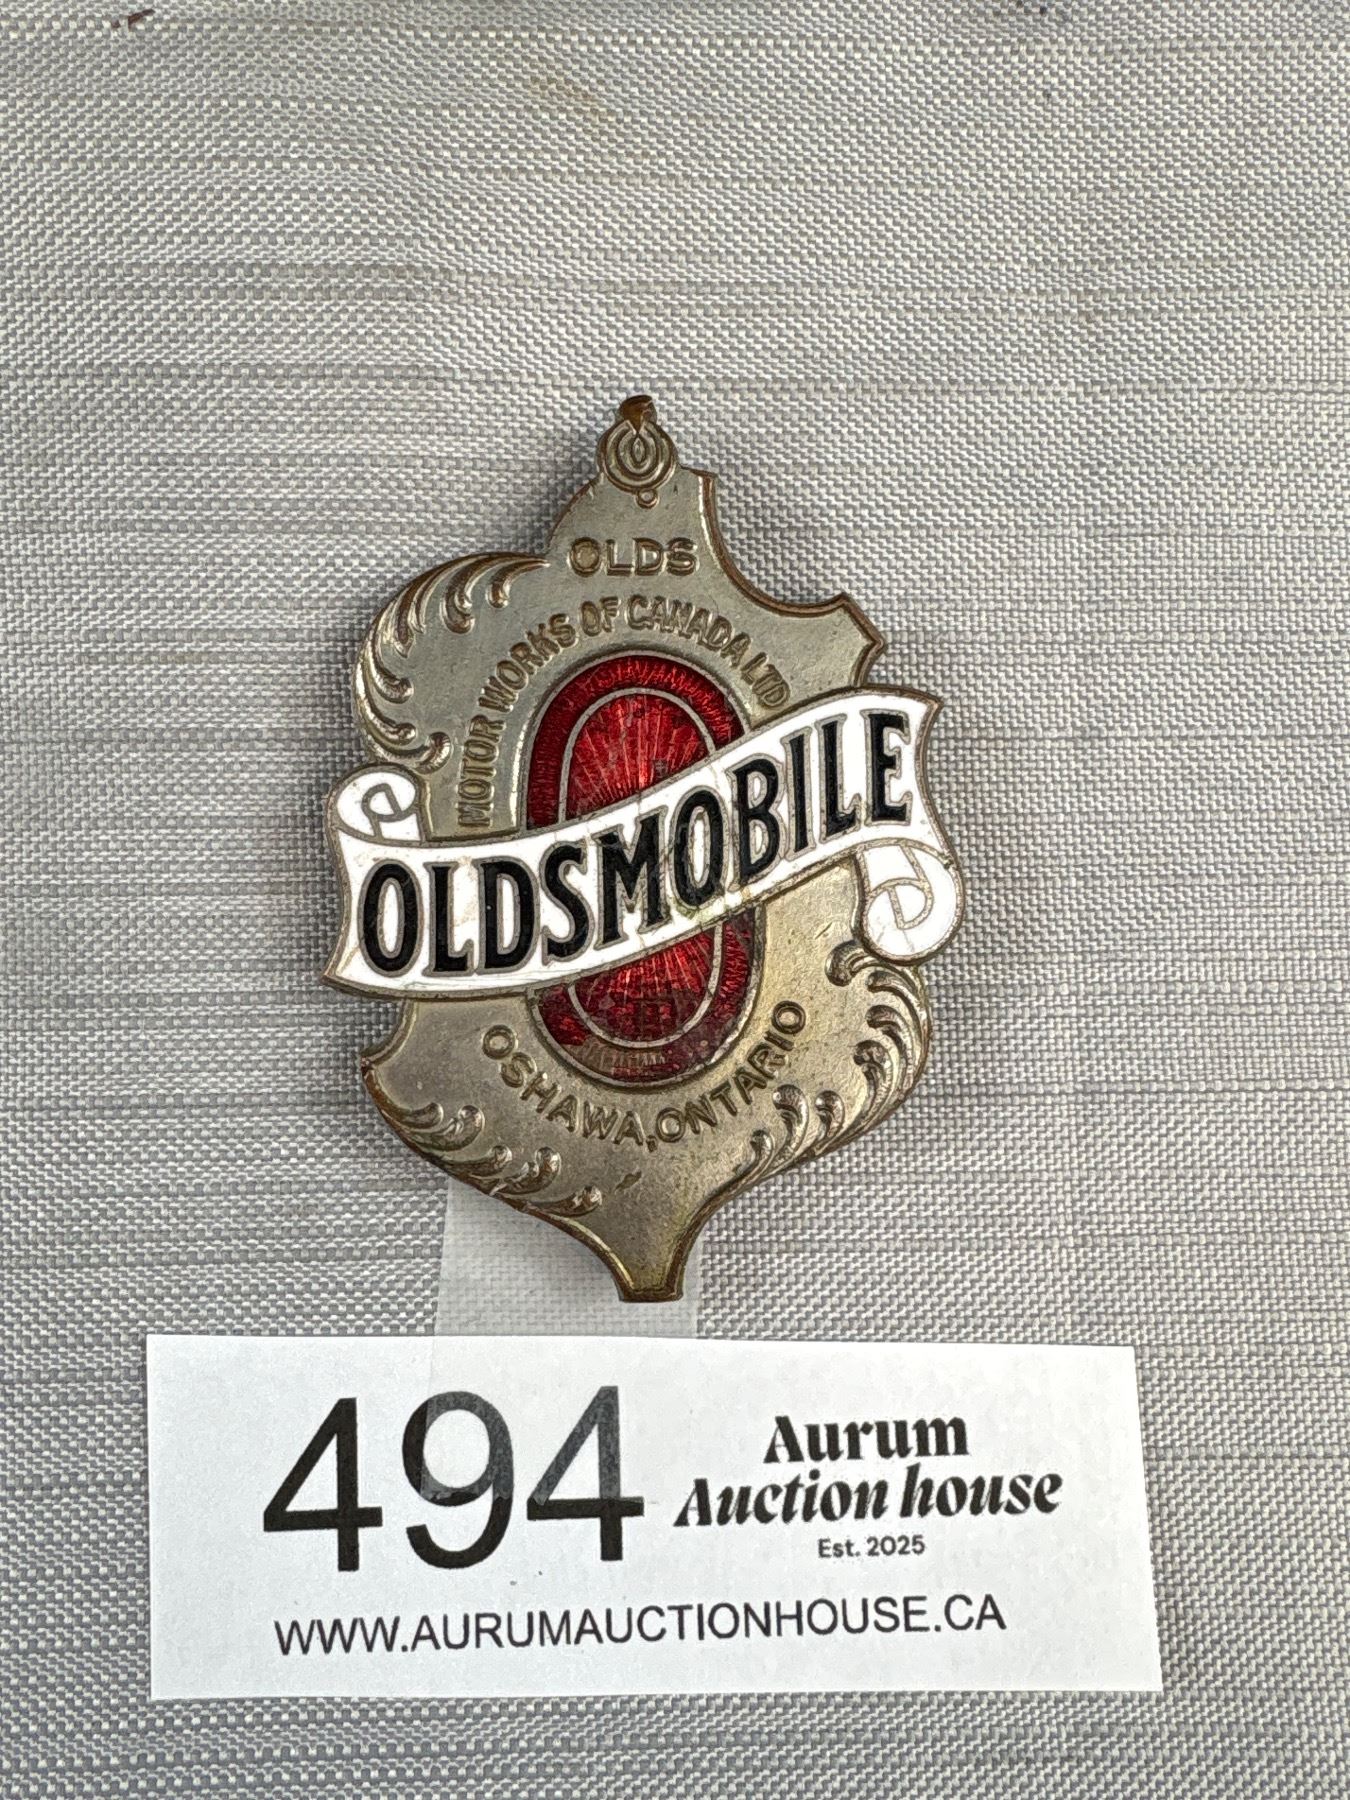 OLDS
MOTOR WORKS OF CANADA LTD
OLDSMOBILE
OSHAWA, ONTARIO
494
Aurum
Auction house
Est. 2025
WWW.AURUMAUCTIONHOUSE.CA